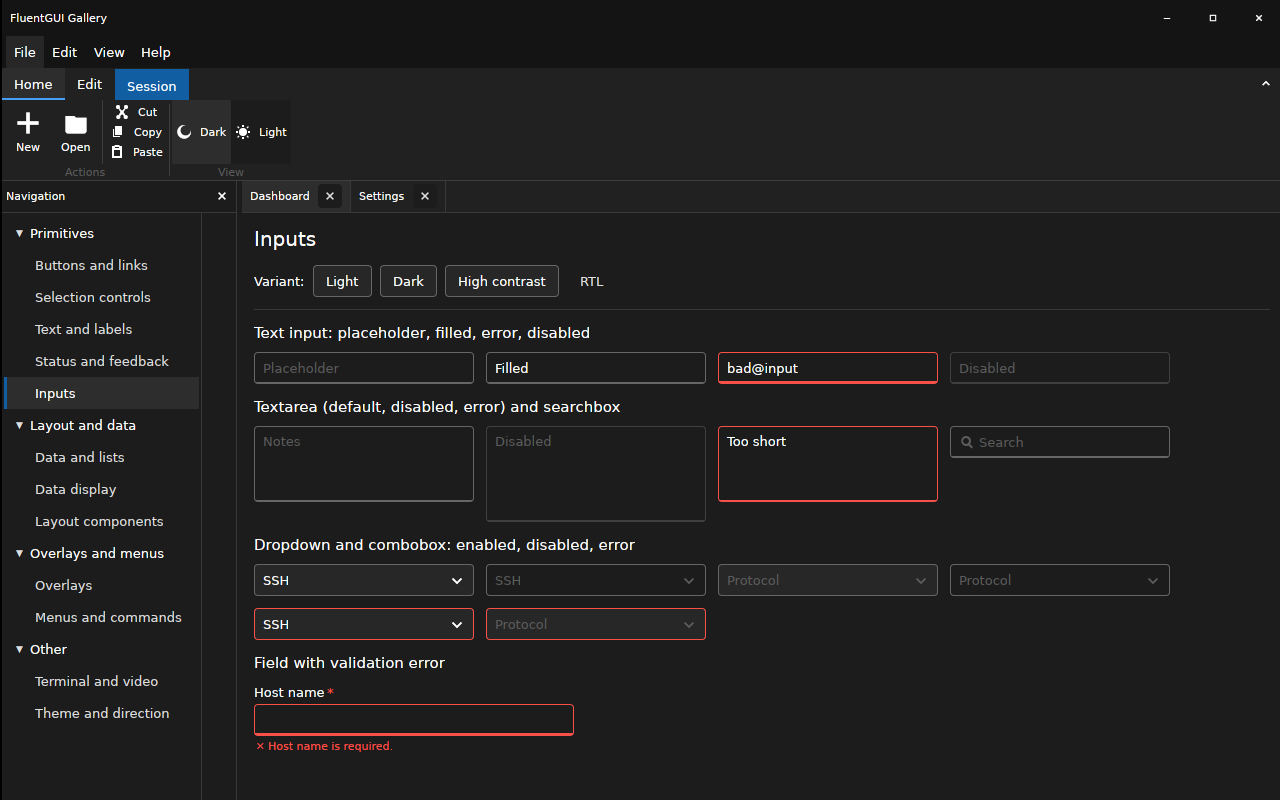 FluentGUI Gallery
File Edit View Help
Home Edit Session
New Open Cut Copy Paste Dark Light
Actions View
Navigation
Dashboard Settings
Primitives
Buttons and links
Selection controls
Text and labels
Status and feedback
Inputs
Layout and data
Data and lists
Data display
Layout components
Overlays and menus
Overlays
Menus and commands
Other
Terminal and video
Theme and direction
Inputs
Variant: Light Dark High contrast RTL
Text input: placeholder, filled, error, disabled
Placeholder Filled bad@input Disabled
Textarea (default, disabled, error) and searchbox
Notes Disabled Too short Search
Dropdown and combobox: enabled, disabled, error
SSH SSH Protocol Protocol
SSH Protocol
Field with validation error
Host name *
Host name is required.